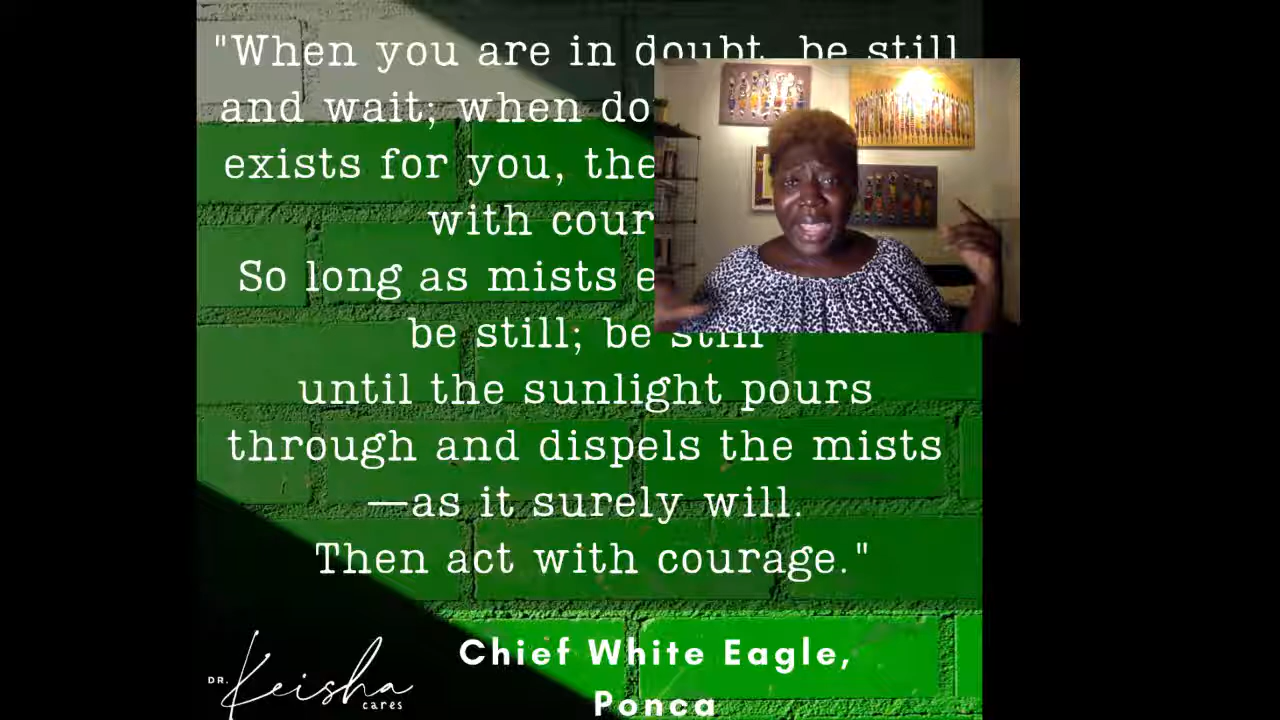 "When you are in doubt, be still
and wait; when do
exists for you, the
with cour
So long as mists e
be still; be still
until the sunlight pours
through and dispels the mists
—as it surely will.
Then act with courage."
DR. Keisha
cares
Chief White Eagle,
Ponca